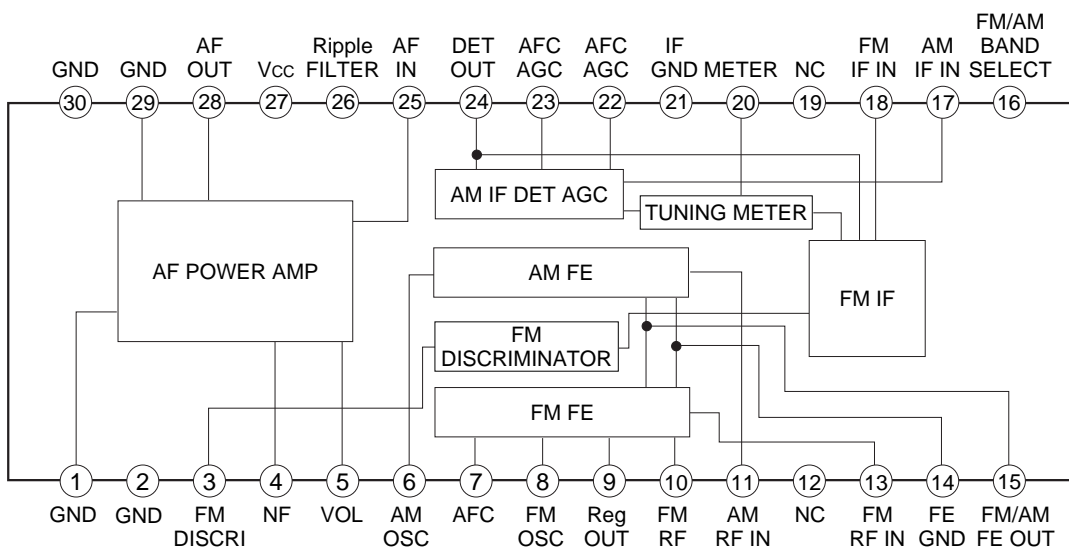 GND
GND
AF
OUT
Vcc
Ripple
FILTER
AF
IN
DET
OUT
AFC
AGC
AFC
AGC
IF
GND
METER
NC
FM
IF IN
AM
IF IN
FM/AM
BAND
SELECT
30
29
28
27
26
25
24
23
22
21
20
19
18
17
16
AM IF DET AGC
TUNING METER
AF POWER AMP
AM FE
FM IF
FM
DISCRIMINATOR
FM FE
1
2
3
4
5
6
7
8
9
10
11
12
13
14
15
GND
GND
FM
DISCRI
NF
VOL
AM
OSC
AFC
FM
OSC
Reg
OUT
FM
RF
AM
RF IN
NC
FM
RF IN
FE
GND
FM/AM
FE OUT